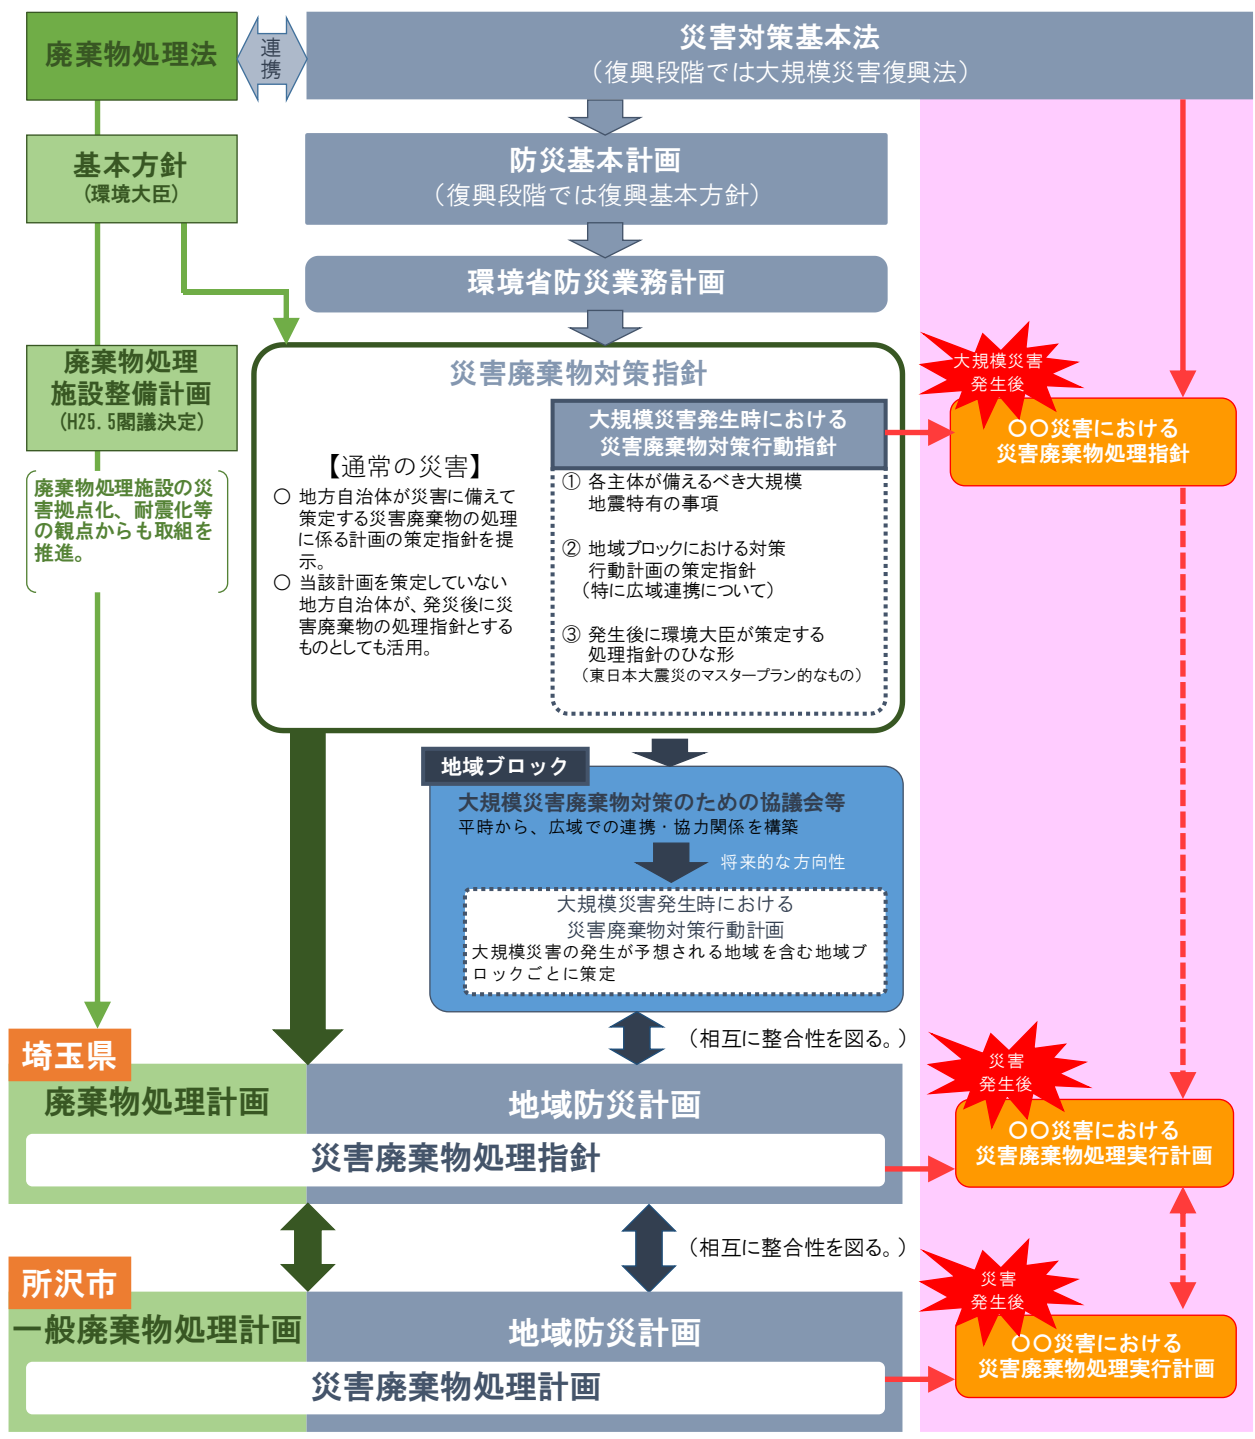 廃棄物処理法
連
携
災害対策基本法
（復興段階では大規模災害復興法）
基本方針
（環境大臣）
防災基本計画
（復興段階では復興基本方針）
環境省防災業務計画
廃棄物処理
施設整備計画
（H25.5閣議決定）
廃棄物処理施設の災
害拠点化、耐震化等
の観点からも取組を
推進。
災害廃棄物対策指針
【通常の災害】
○ 地方自治体が災害に備えて
策定する災害廃棄物の処理
に係る計画の策定指針を提
示。
○ 当該計画を策定していない
地方自治体が、発災後に災
害廃棄物の処理指針とする
ものとしても活用。
大規模災害発生時における
災害廃棄物対策行動指針
① 各主体が備えるべき大規模
地震特有の事項
② 地域ブロックにおける対策
行動計画の策定指針
（特に広域連携について）
③ 発生後に環境大臣が策定する
処理指針のひな形
（東日本大震災のマスタープラン的なもの）
大規模災害
発生後
〇〇災害における
災害廃棄物処理指針
地域ブロック
大規模災害廃棄物対策のための協議会等
平時から、広域での連携・協力関係を構築
将来的な方向性
大規模災害発生時における
災害廃棄物対策行動計画
大規模災害の発生が予想される地域を含む地域ブ
ロックごとに策定
（相互に整合性を図る。）
埼玉県
廃棄物処理計画
地域防災計画
災害廃棄物処理指針
災害
発生後
〇〇災害における
災害廃棄物処理実行計画
（相互に整合性を図る。）
所沢市
一般廃棄物処理計画
地域防災計画
災害廃棄物処理計画
災害
発生後
〇〇災害における
災害廃棄物処理実行計画